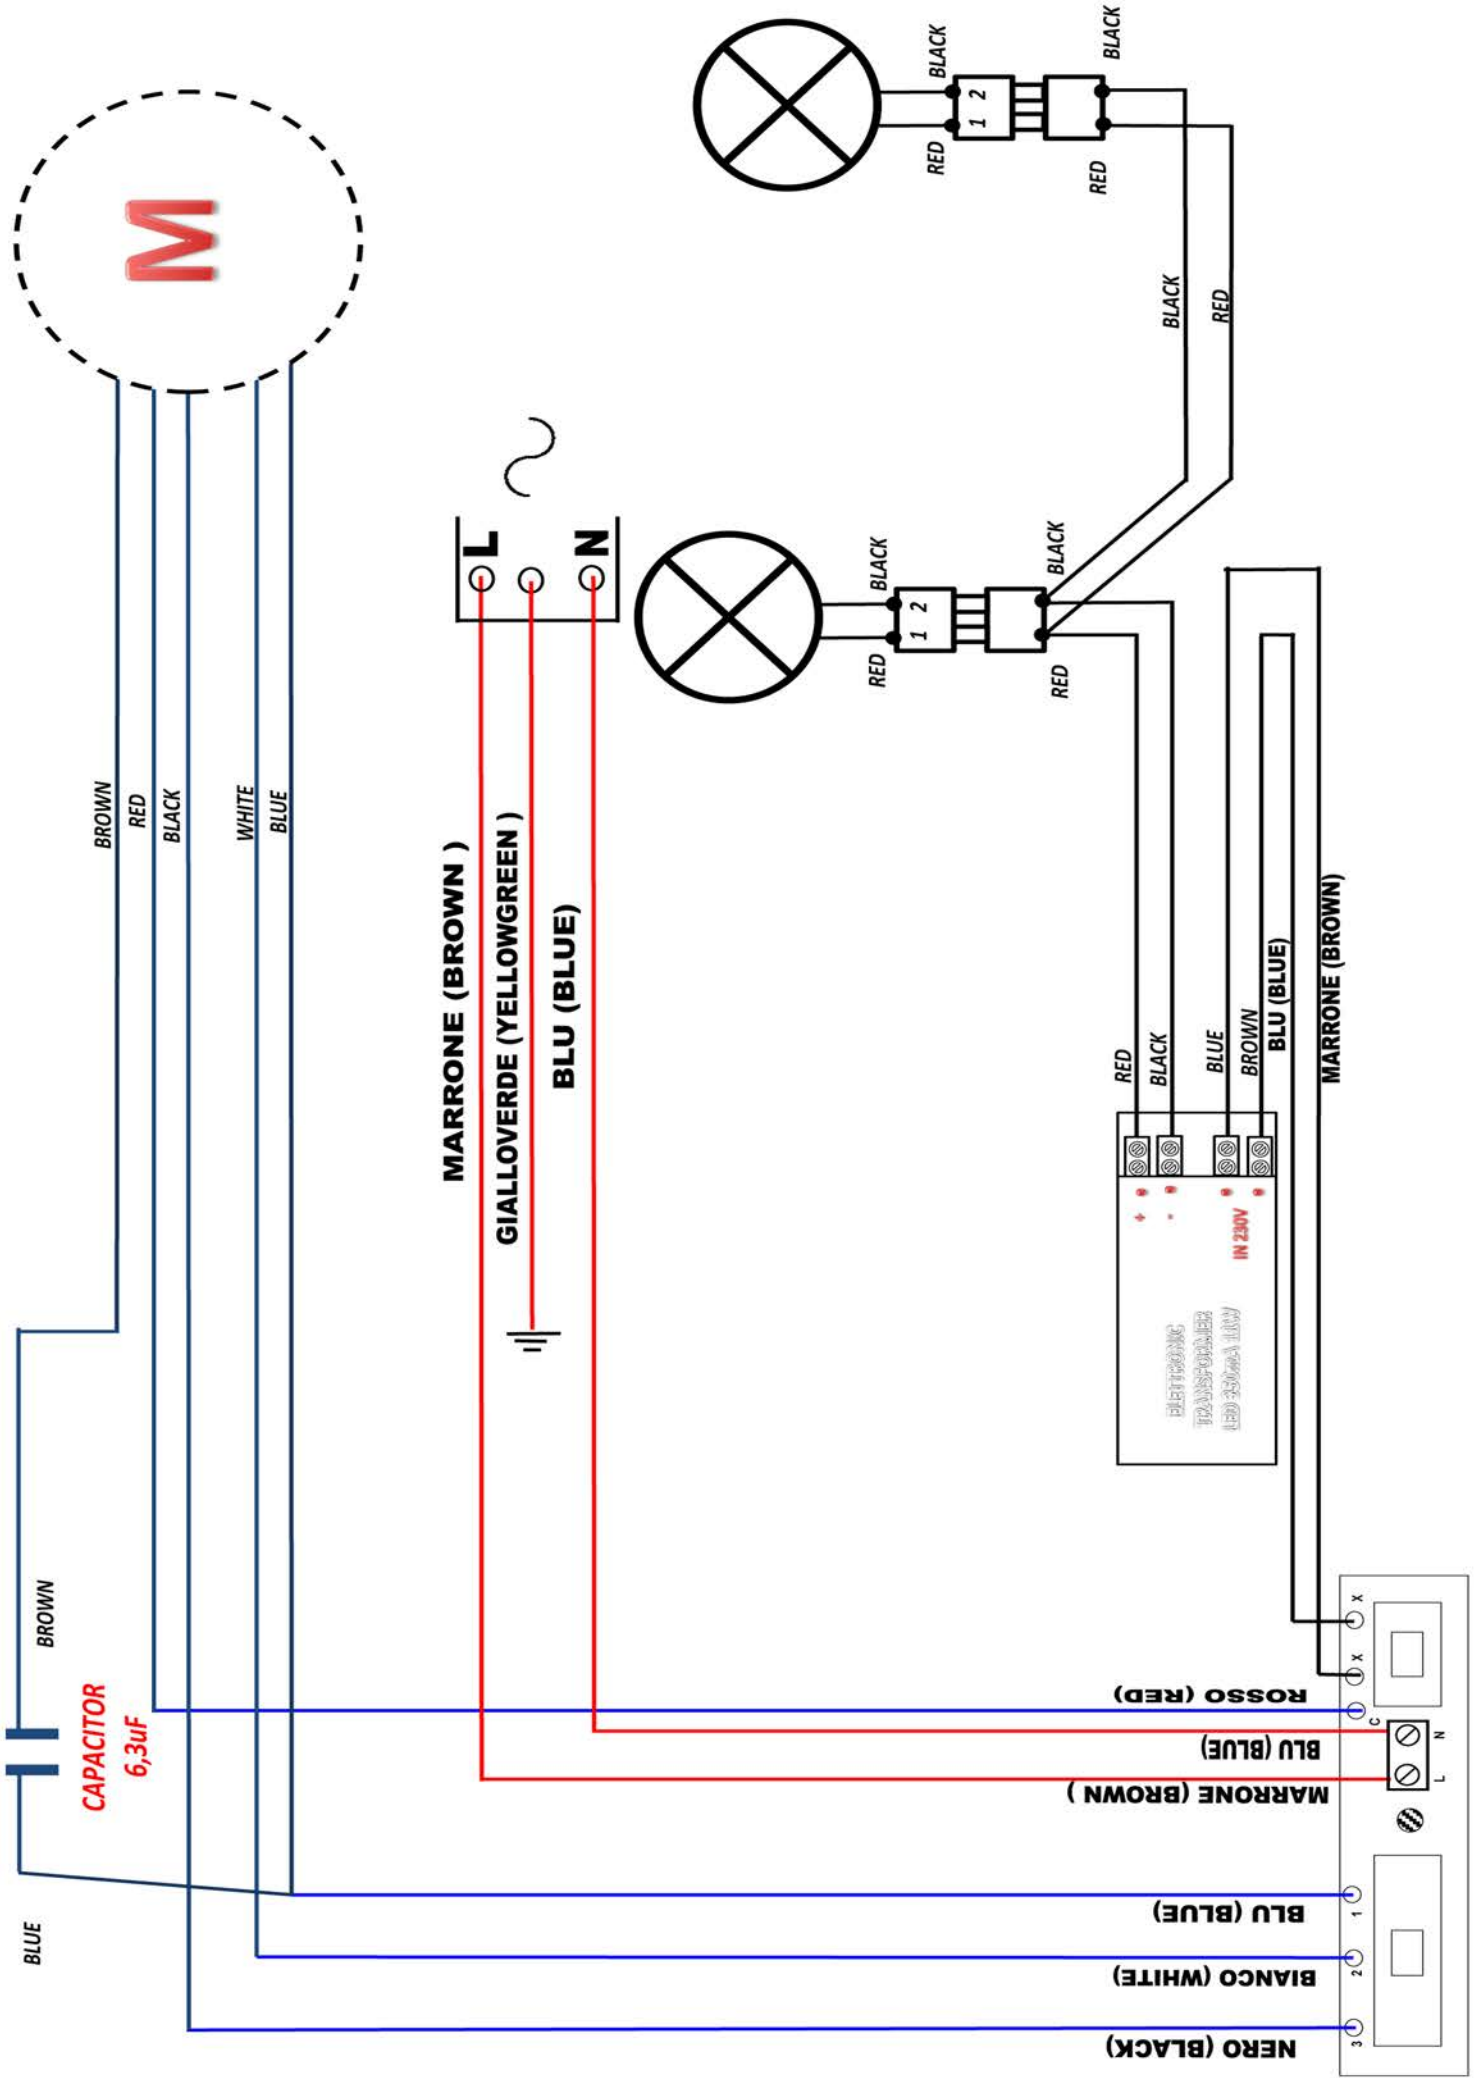 M
BROWN
RED
BLACK
WHITE
BLUE
BROWN
CAPACITOR
6,3uF
BLUE
L
N
MARRONE (BROWN )
GIALLOVERDE (YELLOWGREEN )
BLU (BLUE)
BLACK
RED
1 2
BLACK
RED
BLACK
RED
BLACK
RED
1 2
BLACK
RED
RED
BLACK
BLUE
BROWN
BLU (BLUE)
MARRONE (BROWN)
+
-
IN 230V
ELETTRONIC
TRANSFORMER
ROSSO (RED)
BLU (BLUE)
MARRONE (BROWN )
BLU (BLUE)
BIANCO (WHITE)
NERO (BLACK)
X
X
C
N
L
1
2
3